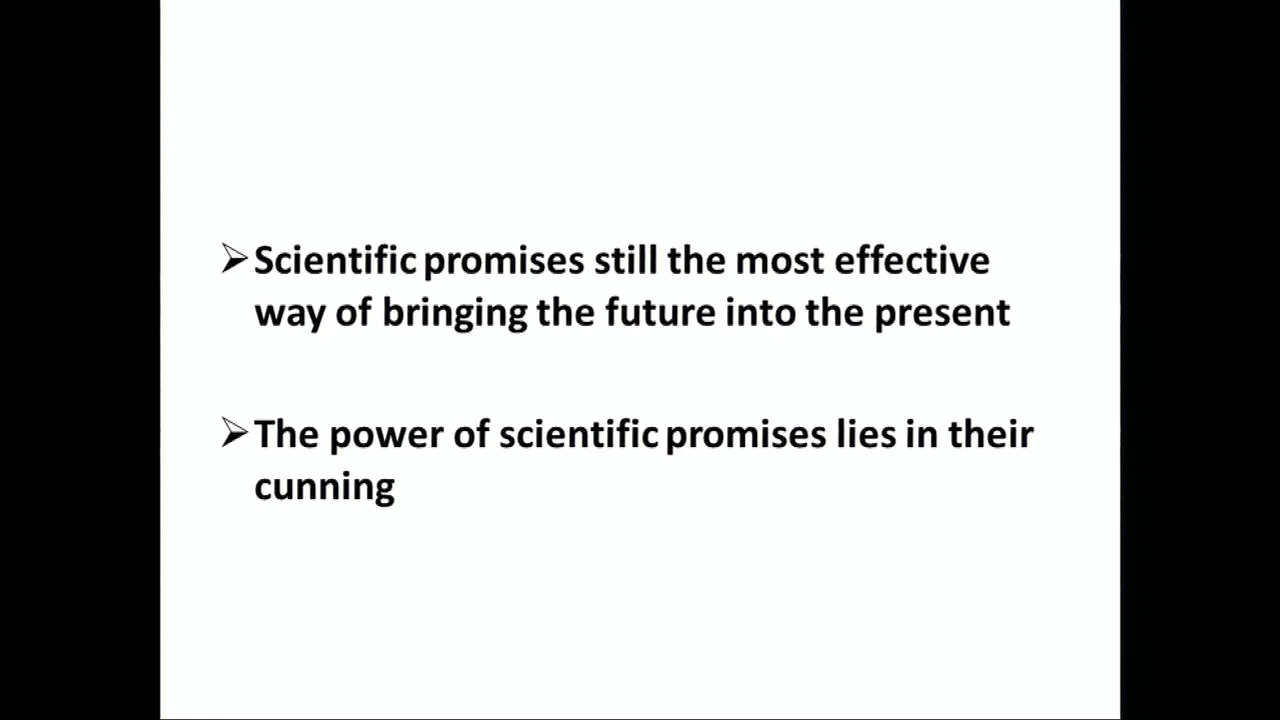 ➢Scientific promises still the most effective
way of bringing the future into the present
➢The power of scientific promises lies in their
cunning